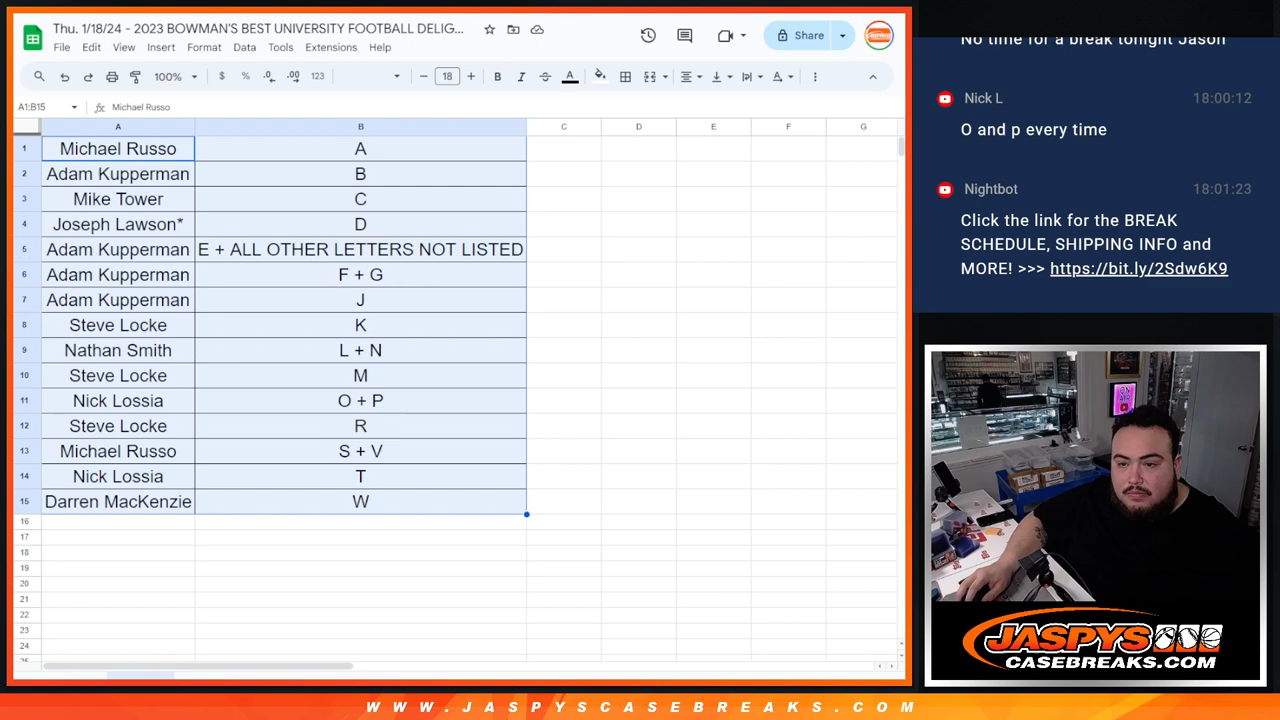 Thu. 1/18/24 - 2023 BOWMAN'S BEST UNIVERSITY FOOTBALL DELIG...
File Edit View Insert Format Data Tools Extensions Help
Share
100% $ % .0 .00 123 18 B I A
A1:B15 fx Michael Russo
A B C D E F G
1 Michael Russo A
2 Adam Kupperman B
3 Mike Tower C
4 Joseph Lawson* D
5 Adam Kupperman E + ALL OTHER LETTERS NOT LISTED
6 Adam Kupperman F + G
7 Adam Kupperman J
8 Steve Locke K
9 Nathan Smith L + N
10 Steve Locke M
11 Nick Lossia O + P
12 Steve Locke R
13 Michael Russo S + V
14 Nick Lossia T
15 Darren MacKenzie W
16
17
18
19
20
21
22
23
24
25
No time for a break tonight Jason
Nick L 18:00:12
O and p every time
Nightbot 18:01:23
Click the link for the BREAK
SCHEDULE, SHIPPING INFO and
MORE! >>> https://bit.ly/2Sdw6K9
ON
AIR
JASPYS
CASEBREAKS.COM
WWW.JASPYSCASEBREAKS.COM